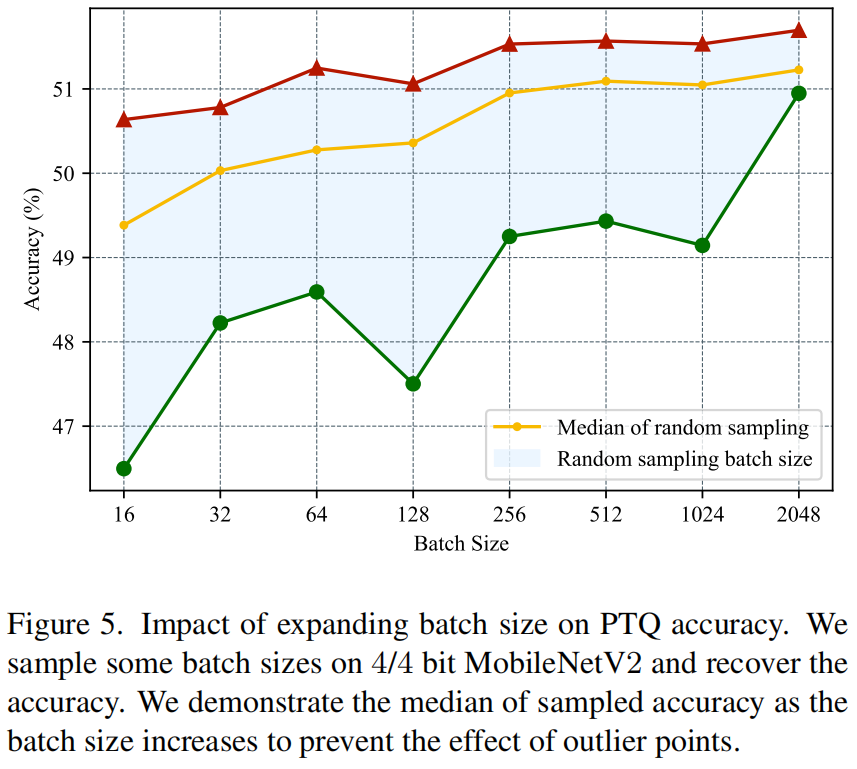 51
50
49
48
47
Accuracy (%)
Median of random sampling
Random sampling batch size
16 32 64 128 256 512 1024 2048
Batch Size
Figure 5. Impact of expanding batch size on PTQ accuracy. We
sample some batch sizes on 4/4 bit MobileNetV2 and recover the
accuracy. We demonstrate the median of sampled accuracy as the
batch size increases to prevent the effect of outlier points.